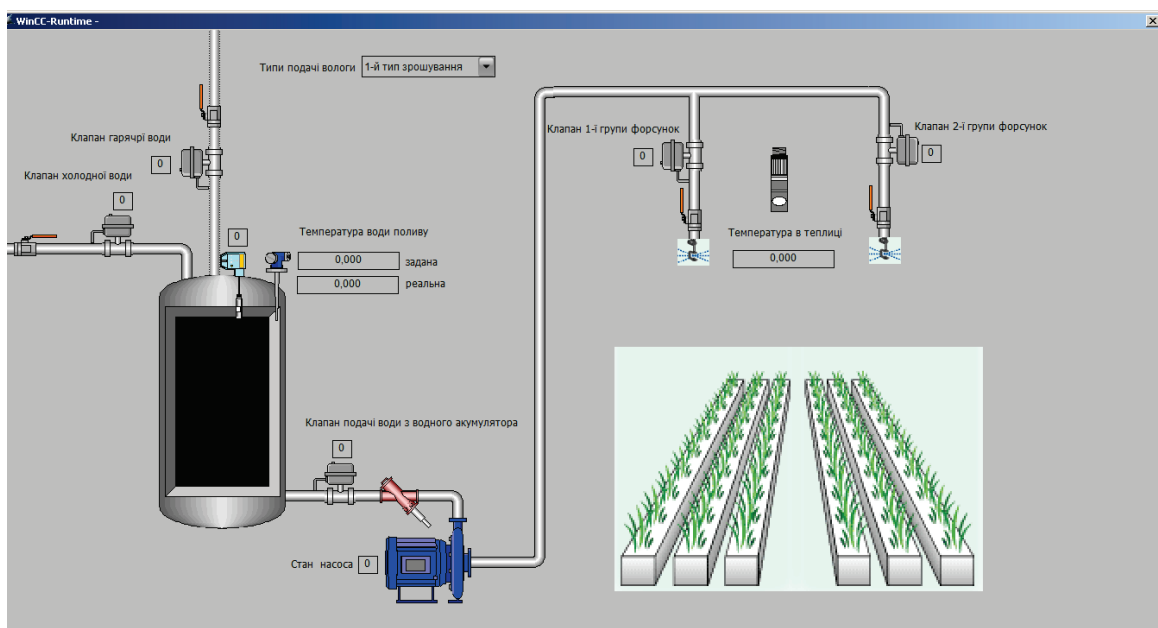 WinCC-Runtime -
Типи подачі вологи 1-й тип зрошування
Клапан гарячрї води
0
Клапан холодної води
0
0
Температура води поливу
0,000 задана
0,000 реальна
Клапан 1-ї групи форсунок
0
Клапан 2-ї групи форсунок
0
Температура в теплиці
0,000
Клапан подачі води з водного акумулятора
0
Стан насоса 0